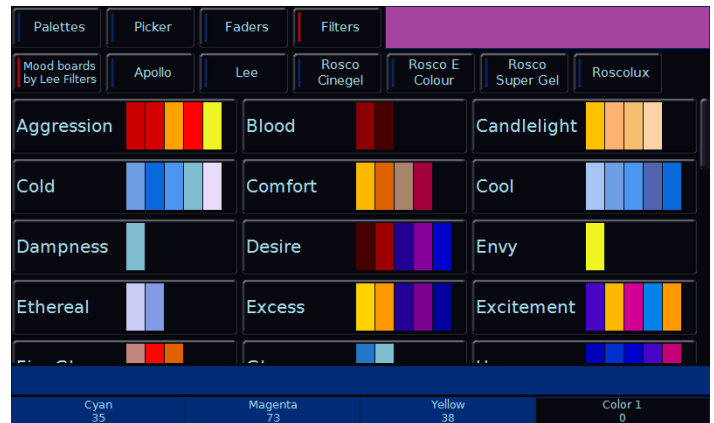 Palettes
Picker
Faders
Filters
Mood boards
by Lee Filters
Apollo
Lee
Rosco
Cinegel
Rosco E
Colour
Rosco
Super Gel
Roscolux
Aggression
Blood
Candlelight
Cold
Comfort
Cool
Dampness
Desire
Envy
Ethereal
Excess
Excitement
Cyan
35
Magenta
73
Yellow
38
Color 1
0